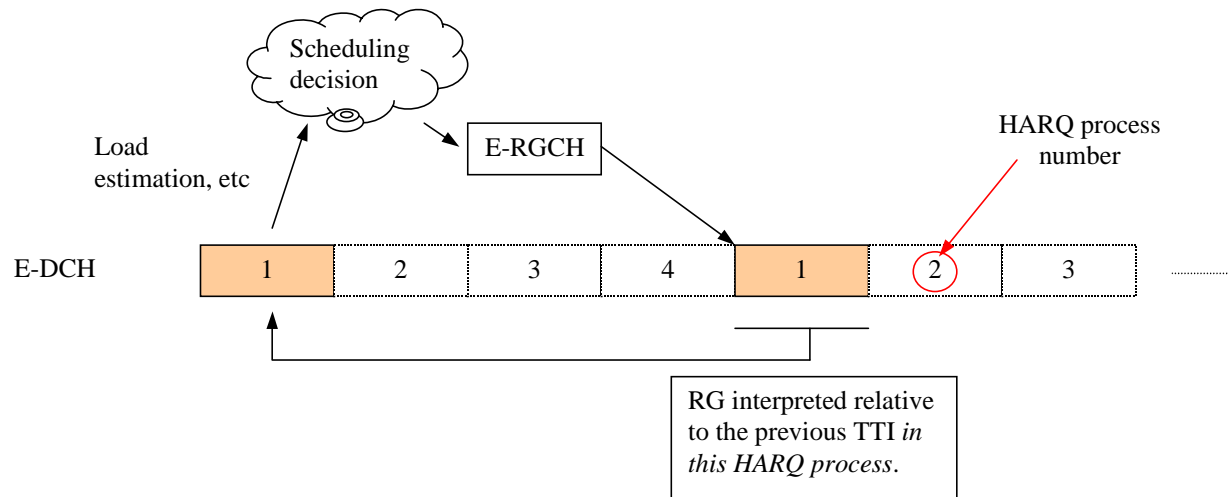 Scheduling
decision
E-RGCH
HARQ process
number
Load
estimation, etc
E-DCH
1 2 3 4 1 2 3
RG interpreted relative
to the previous TTI in
this HARQ process.